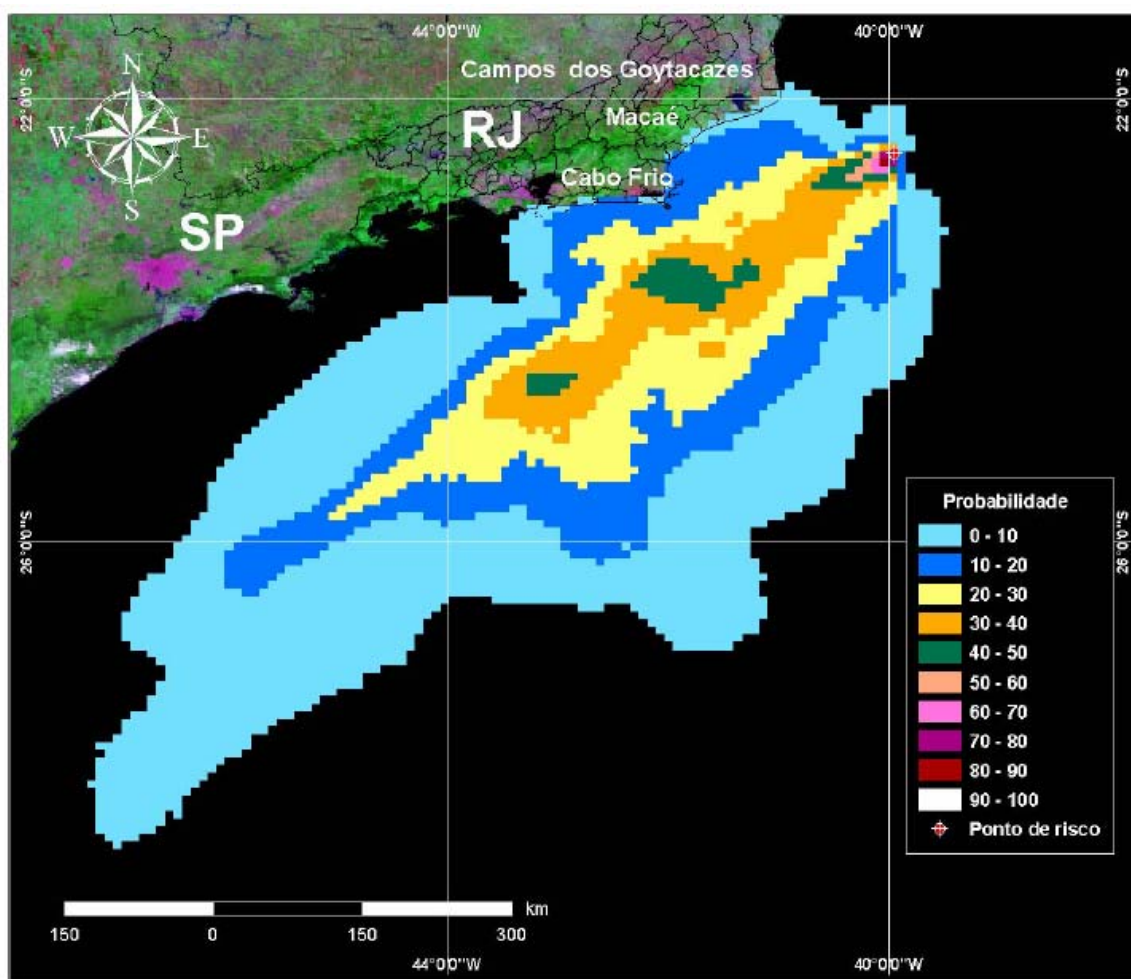 44°0'0"W
40°0'0"W
22°0'0"S
22°0'0"S
Campos dos Goytacazes
Macaé
RJ
Cabo Frio
SP
N
W
E
S
26°0'0"S
26°0'0"S
Probabilidade
0 - 10
10 - 20
20 - 30
30 - 40
40 - 50
50 - 60
60 - 70
70 - 80
80 - 90
90 - 100
Ponto de risco
km
150 0 150 300
44°0'0"W
40°0'0"W